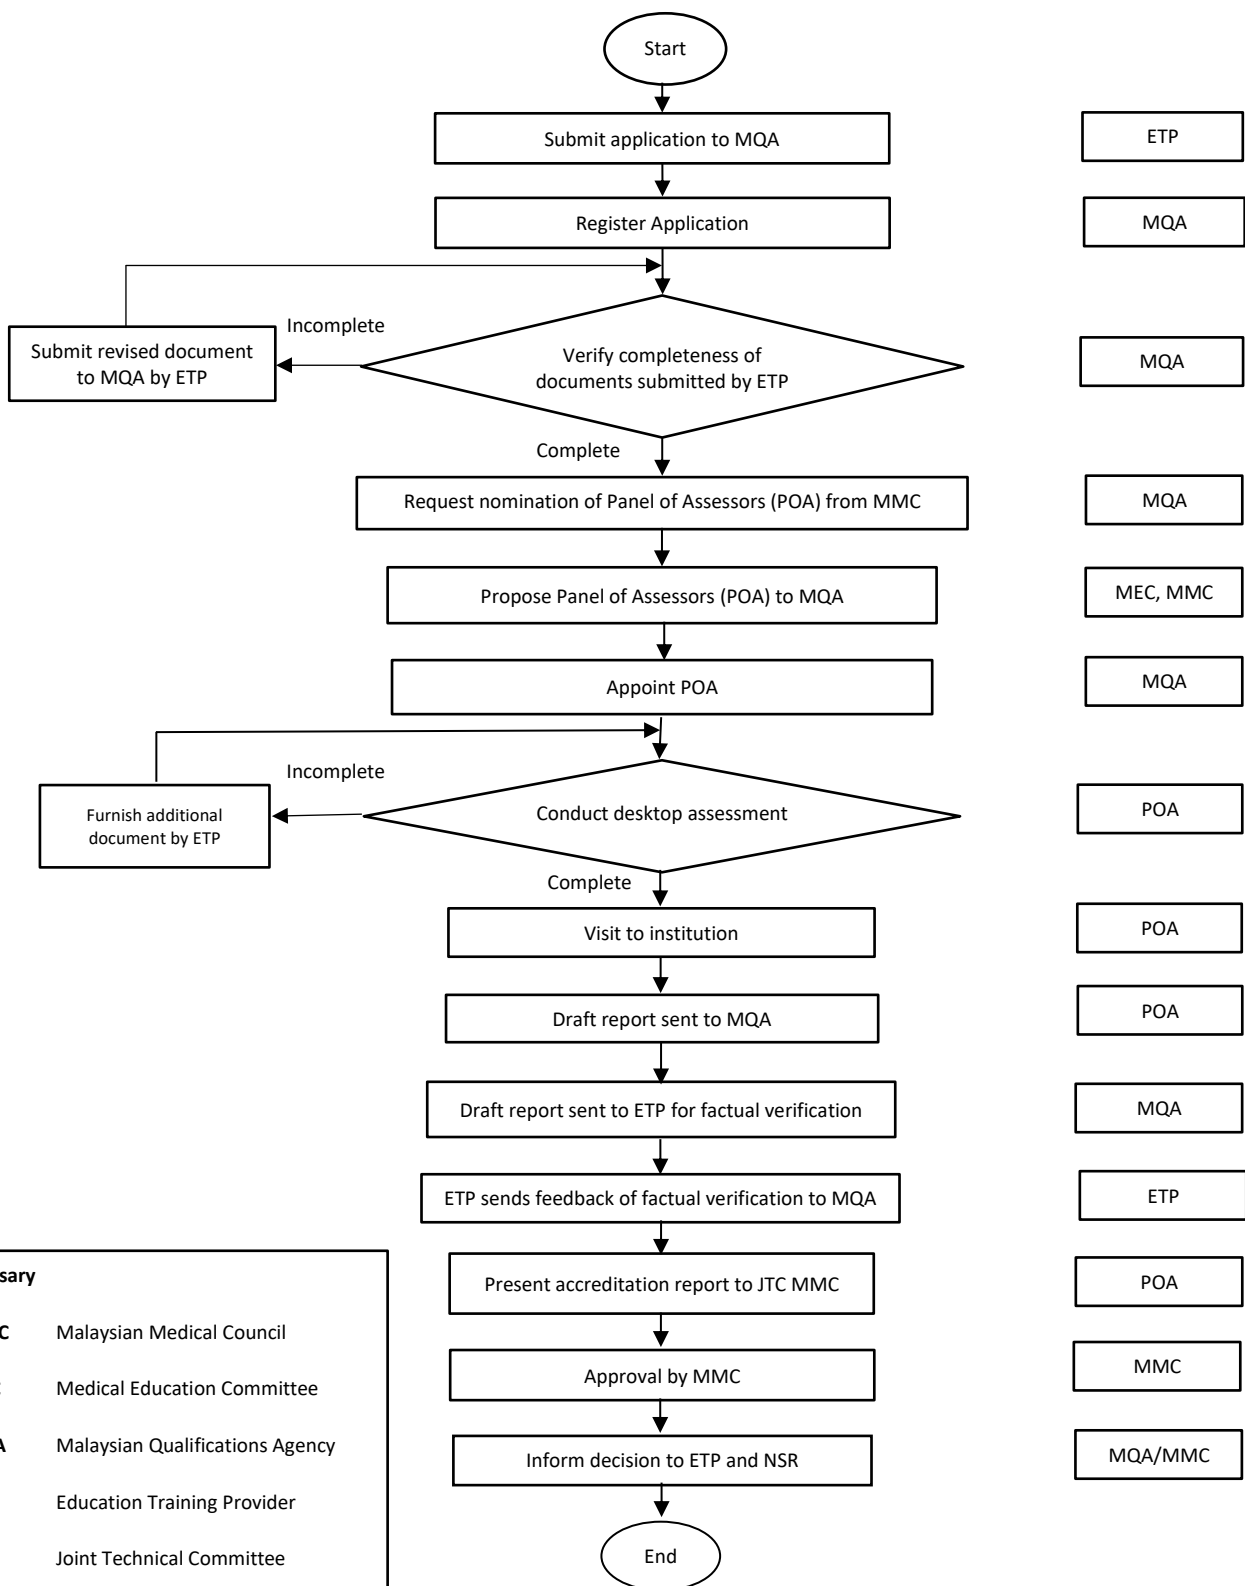 Start
Submit application to MQA
ETP
Register Application
MQA
Incomplete
Submit revised document
to MQA by ETP
Verify completeness of
documents submitted by ETP
MQA
Complete
Request nomination of Panel of Assessors (POA) from MMC
MQA
Propose Panel of Assessors (POA) to MQA
MEC, MMC
Appoint POA
MQA
Incomplete
Furnish additional
document by ETP
Conduct desktop assessment
POA
Complete
Visit to institution
POA
Draft report sent to MQA
POA
Draft report sent to ETP for factual verification
MQA
ETP sends feedback of factual verification to MQA
ETP
Present accreditation report to JTC MMC
POA
Approval by MMC
MMC
Inform decision to ETP and NSR
MQA/MMC
End
sary
C Malaysian Medical Council
Medical Education Committee
A Malaysian Qualifications Agency
Education Training Provider
Joint Technical Committee